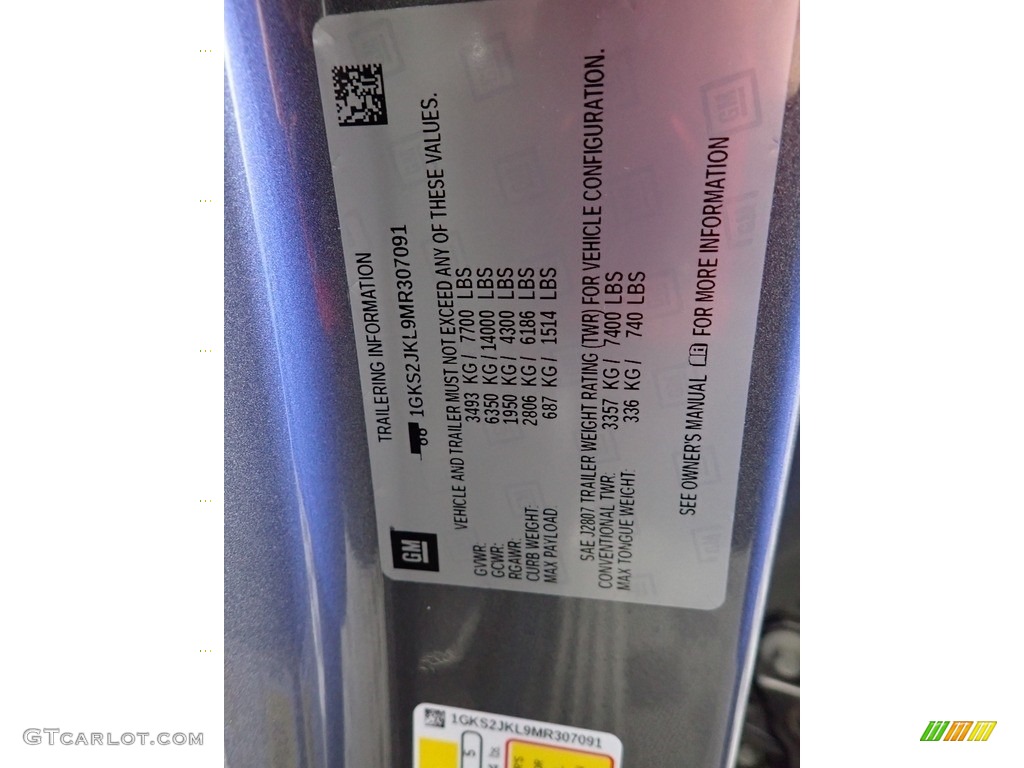 TRAILERING INFORMATION
1GKS2JKL9MR307091
VEHICLE AND TRAILER MUST NOT EXCEED ANY OF THESE VALUES.
GVWR: 3493 KG / 7700 LBS
GCWR: 6350 KG / 14000 LBS
RGAWR: 1950 KG / 4300 LBS
CURB WEIGHT: 2806 KG / 6186 LBS
MAX PAYLOAD 687 KG / 1514 LBS
SAE J2807 TRAILER WEIGHT RATING (TWR) FOR VEHICLE CONFIGURATION.
CONVENTIONAL TWR: 3357 KG / 7400 LBS
MAX TONGUE WEIGHT: 336 KG / 740 LBS
SEE OWNER'S MANUAL FOR MORE INFORMATION
GM
1GKS2JKL9MR307091
5
GTCarLot.com